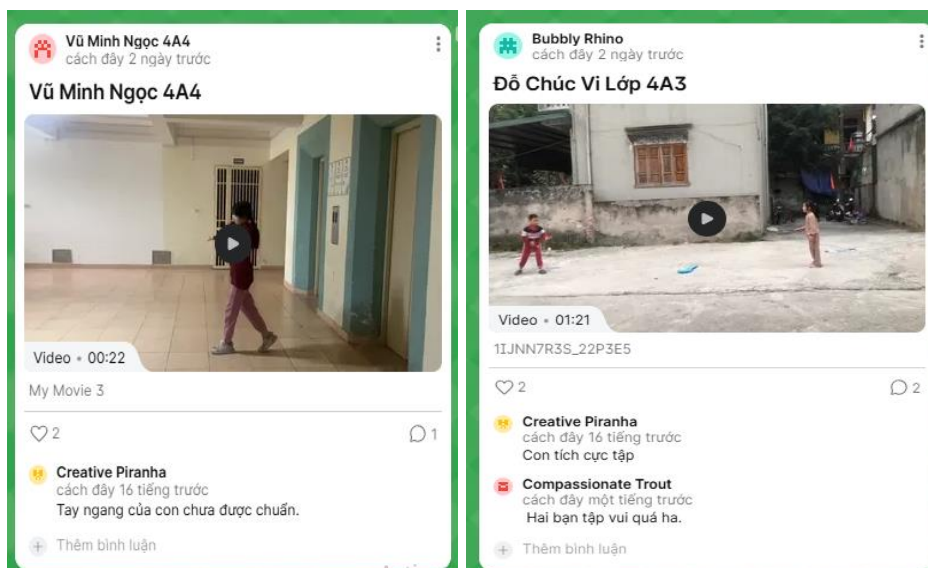 Vũ Minh Ngọc 4A4
cách đây 2 ngày trước
Vũ Minh Ngọc 4A4
Video • 00:22
My Movie 3
2
1
Creative Piranha
cách đây 16 tiếng trước
Tay ngang của con chưa được chuẩn.
Thêm bình luận
Bubbly Rhino
cách đây 2 ngày trước
Đỗ Chúc Vi Lớp 4A3
Video • 01:21
1IJNN7R3S_22P3E5
2
2
Creative Piranha
cách đây 16 tiếng trước
Con tích cực tập
Compassionate Trout
cách đây một tiếng trước
Hai bạn tập vui quá ha.
Thêm bình luận